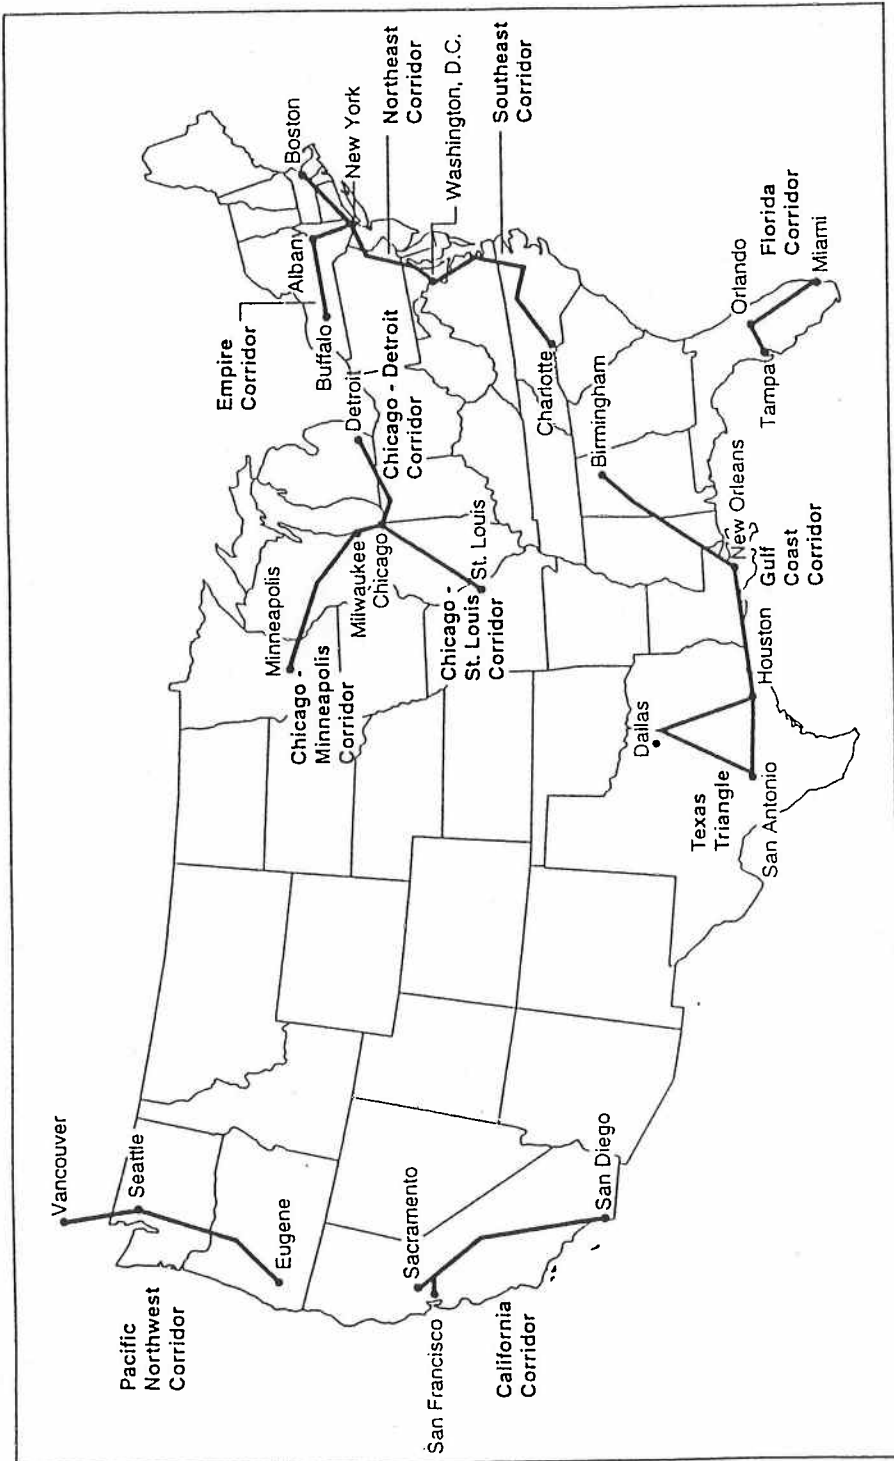 Vancouver
Seattle
Pacific
Northwest
Corridor
Eugene
Sacramento
San Francisco
California
Corridor
San Diego
Minneapolis
Chicago -
Minneapolis
Corridor
Milwaukee
Chicago
Chicago -
St. Louis
Corridor
St. Louis
Detroit
Chicago - Detroit
Corridor
Empire
Corridor
Buffalo
Albany
Boston
New York
Northeast
Corridor
Washington, D.C.
Southeast
Corridor
Charlotte
Birmingham
Dallas
Texas
Triangle
San Antonio
Houston
New Orleans
Gulf
Coast
Corridor
Orlando
Tampa
Florida
Corridor
Miami